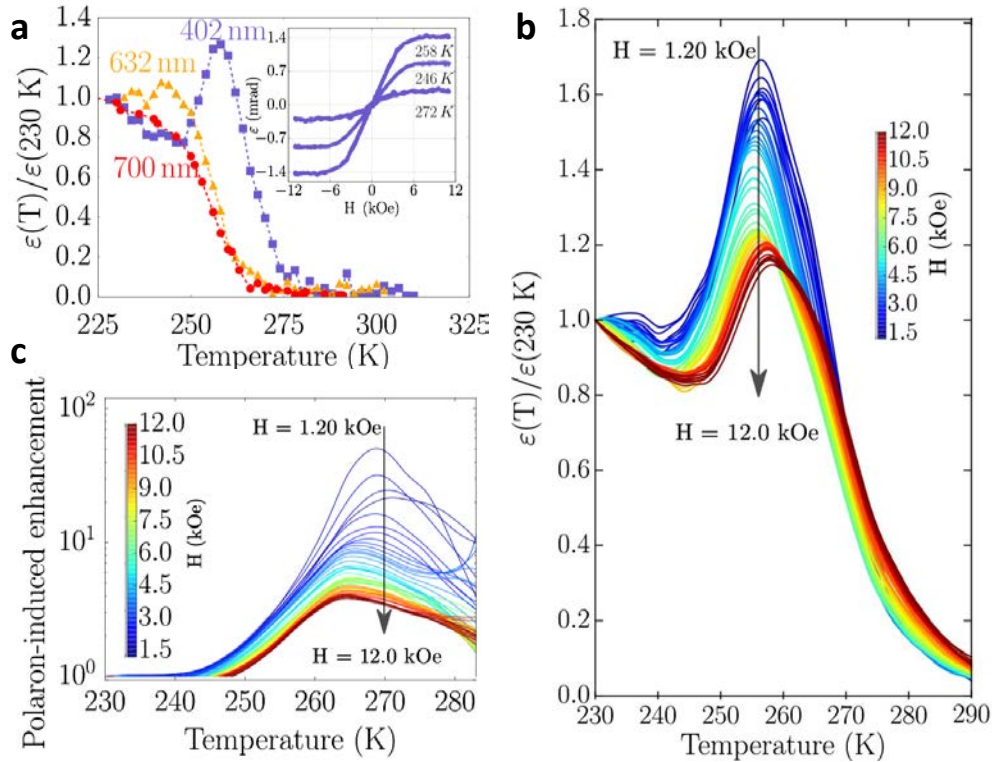 a
ε(T)/ε(230 K)
1.4
1.2
1.0
0.8
0.6
0.4
0.2
0.0
225
250
275
300
325
Temperature (K)
402 nm
632 nm
700 nm
ε (mrad)
1.4
0.7
0.0
−0.7
−1.4
−12
−6
0
6
12
H (kOe)
258 K
246 K
272 K
b
ε(T)/ε(230 K)
1.8
1.6
1.4
1.2
1.0
0.8
0.6
0.4
0.2
0.0
230
240
250
260
270
280
290
Temperature (K)
H = 1.20 kOe
H = 12.0 kOe
12.0
10.5
9.0
7.5
6.0
4.5
3.0
1.5
H (kOe)
c
Polaron-induced enhancement
10²
10¹
10⁰
230
240
250
260
270
280
Temperature (K)
H = 1.20 kOe
H = 12.0 kOe
12.0
10.5
9.0
7.5
6.0
4.5
3.0
1.5
H (kOe)